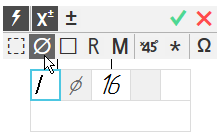 x± ±
Ø □ R M ×45° * Ω
/ ⌀ 16